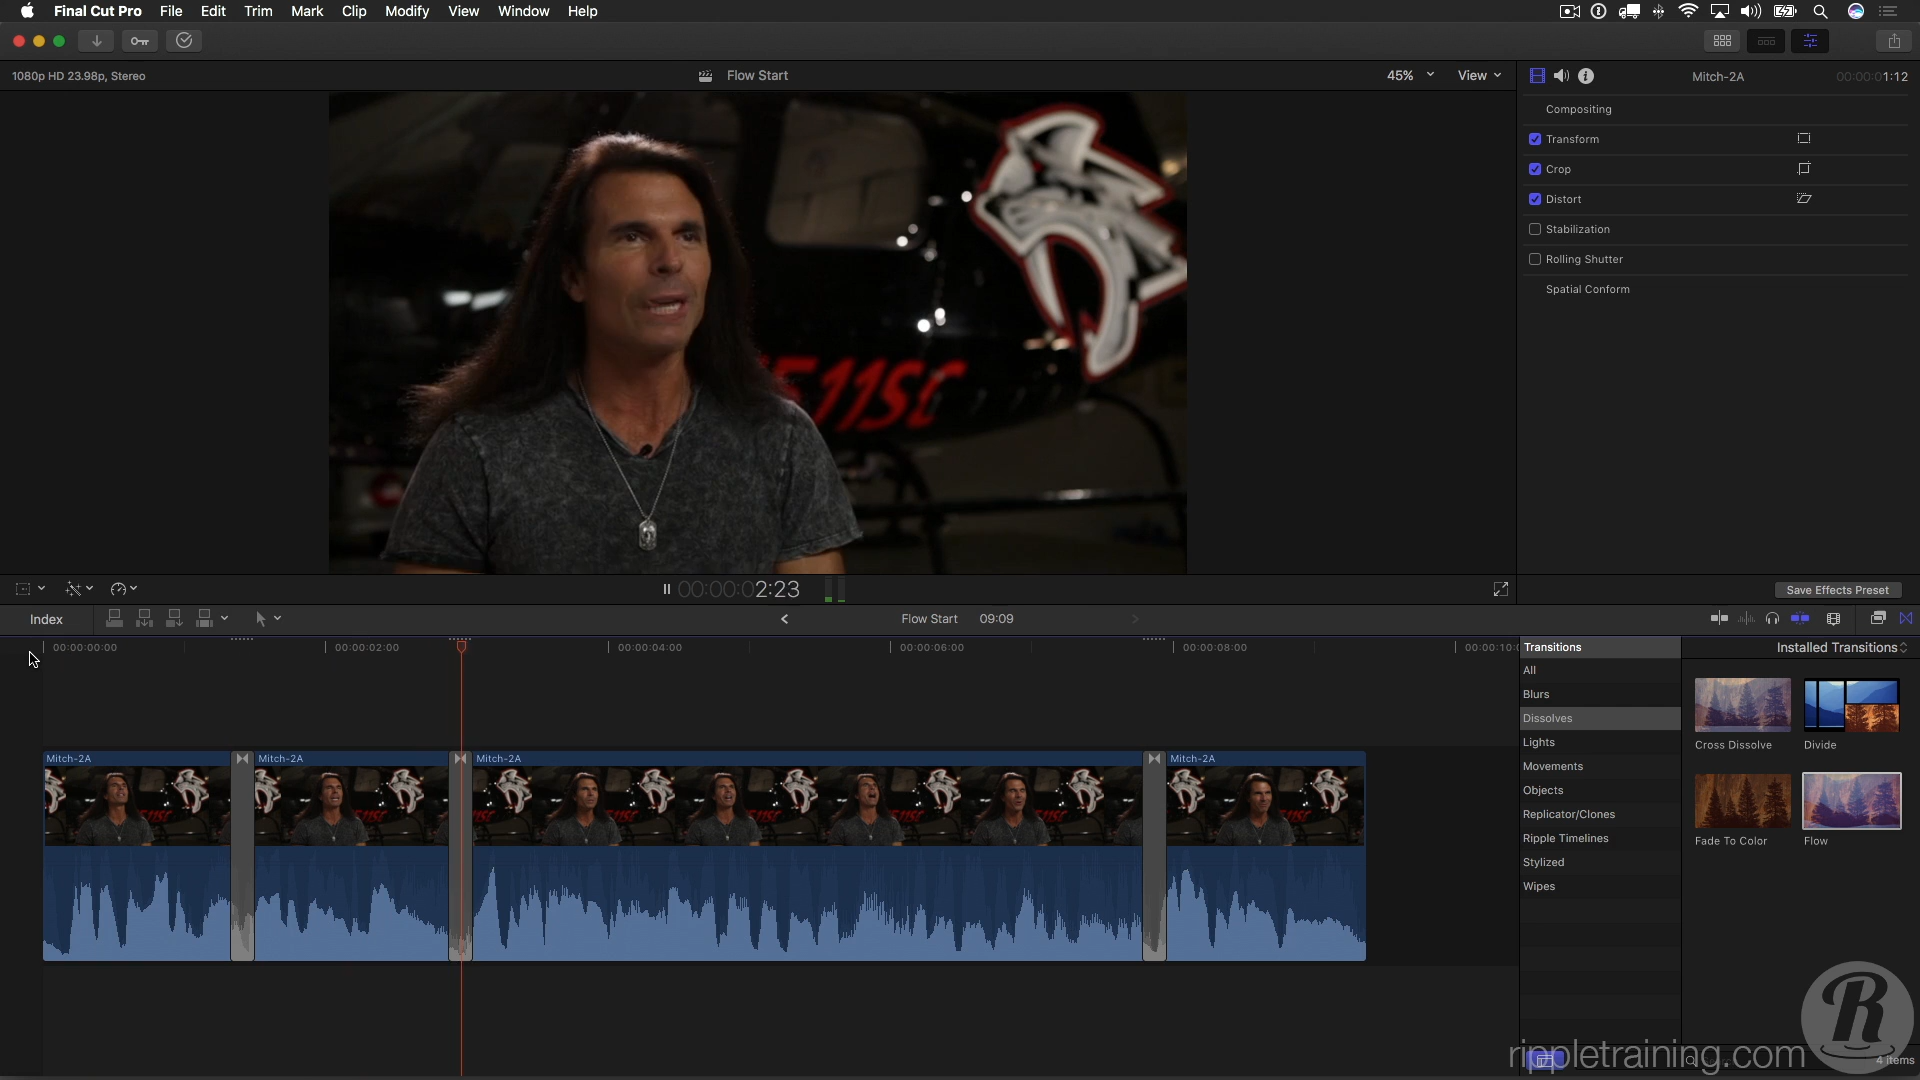 Final Cut Pro File Edit Trim Mark Clip Modify View Window Help
1080p HD 23.98p, Stereo
Flow Start
45%
View
Mitch-2A
00:00:01:12
Compositing
Transform
Crop
Distort
Stabilization
Rolling Shutter
Spatial Conform
511SC
00:00:02:23
Save Effects Preset
Index
Flow Start 09:09
00:00:00:00
00:00:02:00
00:00:04:00
00:00:06:00
00:00:08:00
Mitch-2A
Mitch-2A
Mitch-2A
Mitch-2A
Transitions
All
Blurs
Dissolves
Lights
Movements
Objects
Replicator/Clones
Ripple Timelines
Stylized
Wipes
Installed Transitions
Cross Dissolve
Divide
Fade To Color
Flow
R
rippletraining.com
4 items